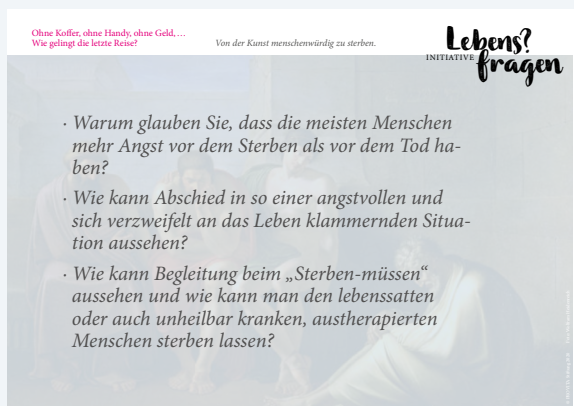 Ohne Koffer, ohne Handy, ohne Geld,…
Wie gelingt die letzte Reise?
Von der Kunst menschenwürdig zu sterben.
Lebens?
INITIATIVE fragen
· Warum glauben Sie, dass die meisten Menschen
mehr Angst vor dem Sterben als vor dem Tod ha-
ben?
· Wie kann Abschied in so einer angstvollen und
sich verzweifelt an das Leben klammernden Situa-
tion aussehen?
· Wie kann Begleitung beim „Sterben-müssen“
aussehen und wie kann man den lebenssatten
oder auch unheilbar kranken, austherapierten
Menschen sterben lassen?